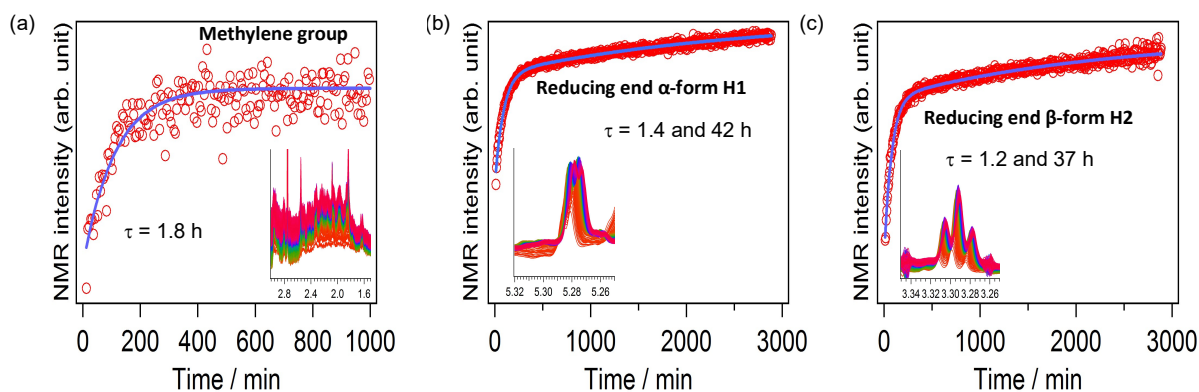 (a)
NMR intensity (arb. unit)
Methylene group
τ = 1.8 h
2.8 2.4 2.0 1.6
0 200 400 600 800 1000
Time / min
(b)
NMR intensity (arb. unit)
Reducing end α-form H1
τ = 1.4 and 42 h
5.32 5.30 5.28 5.26
0 1000 2000 3000
Time / min
(c)
NMR intensity (arb. unit)
Reducing end β-form H2
τ = 1.2 and 37 h
3.34 3.32 3.30 3.28 3.26
0 1000 2000 3000
Time / min